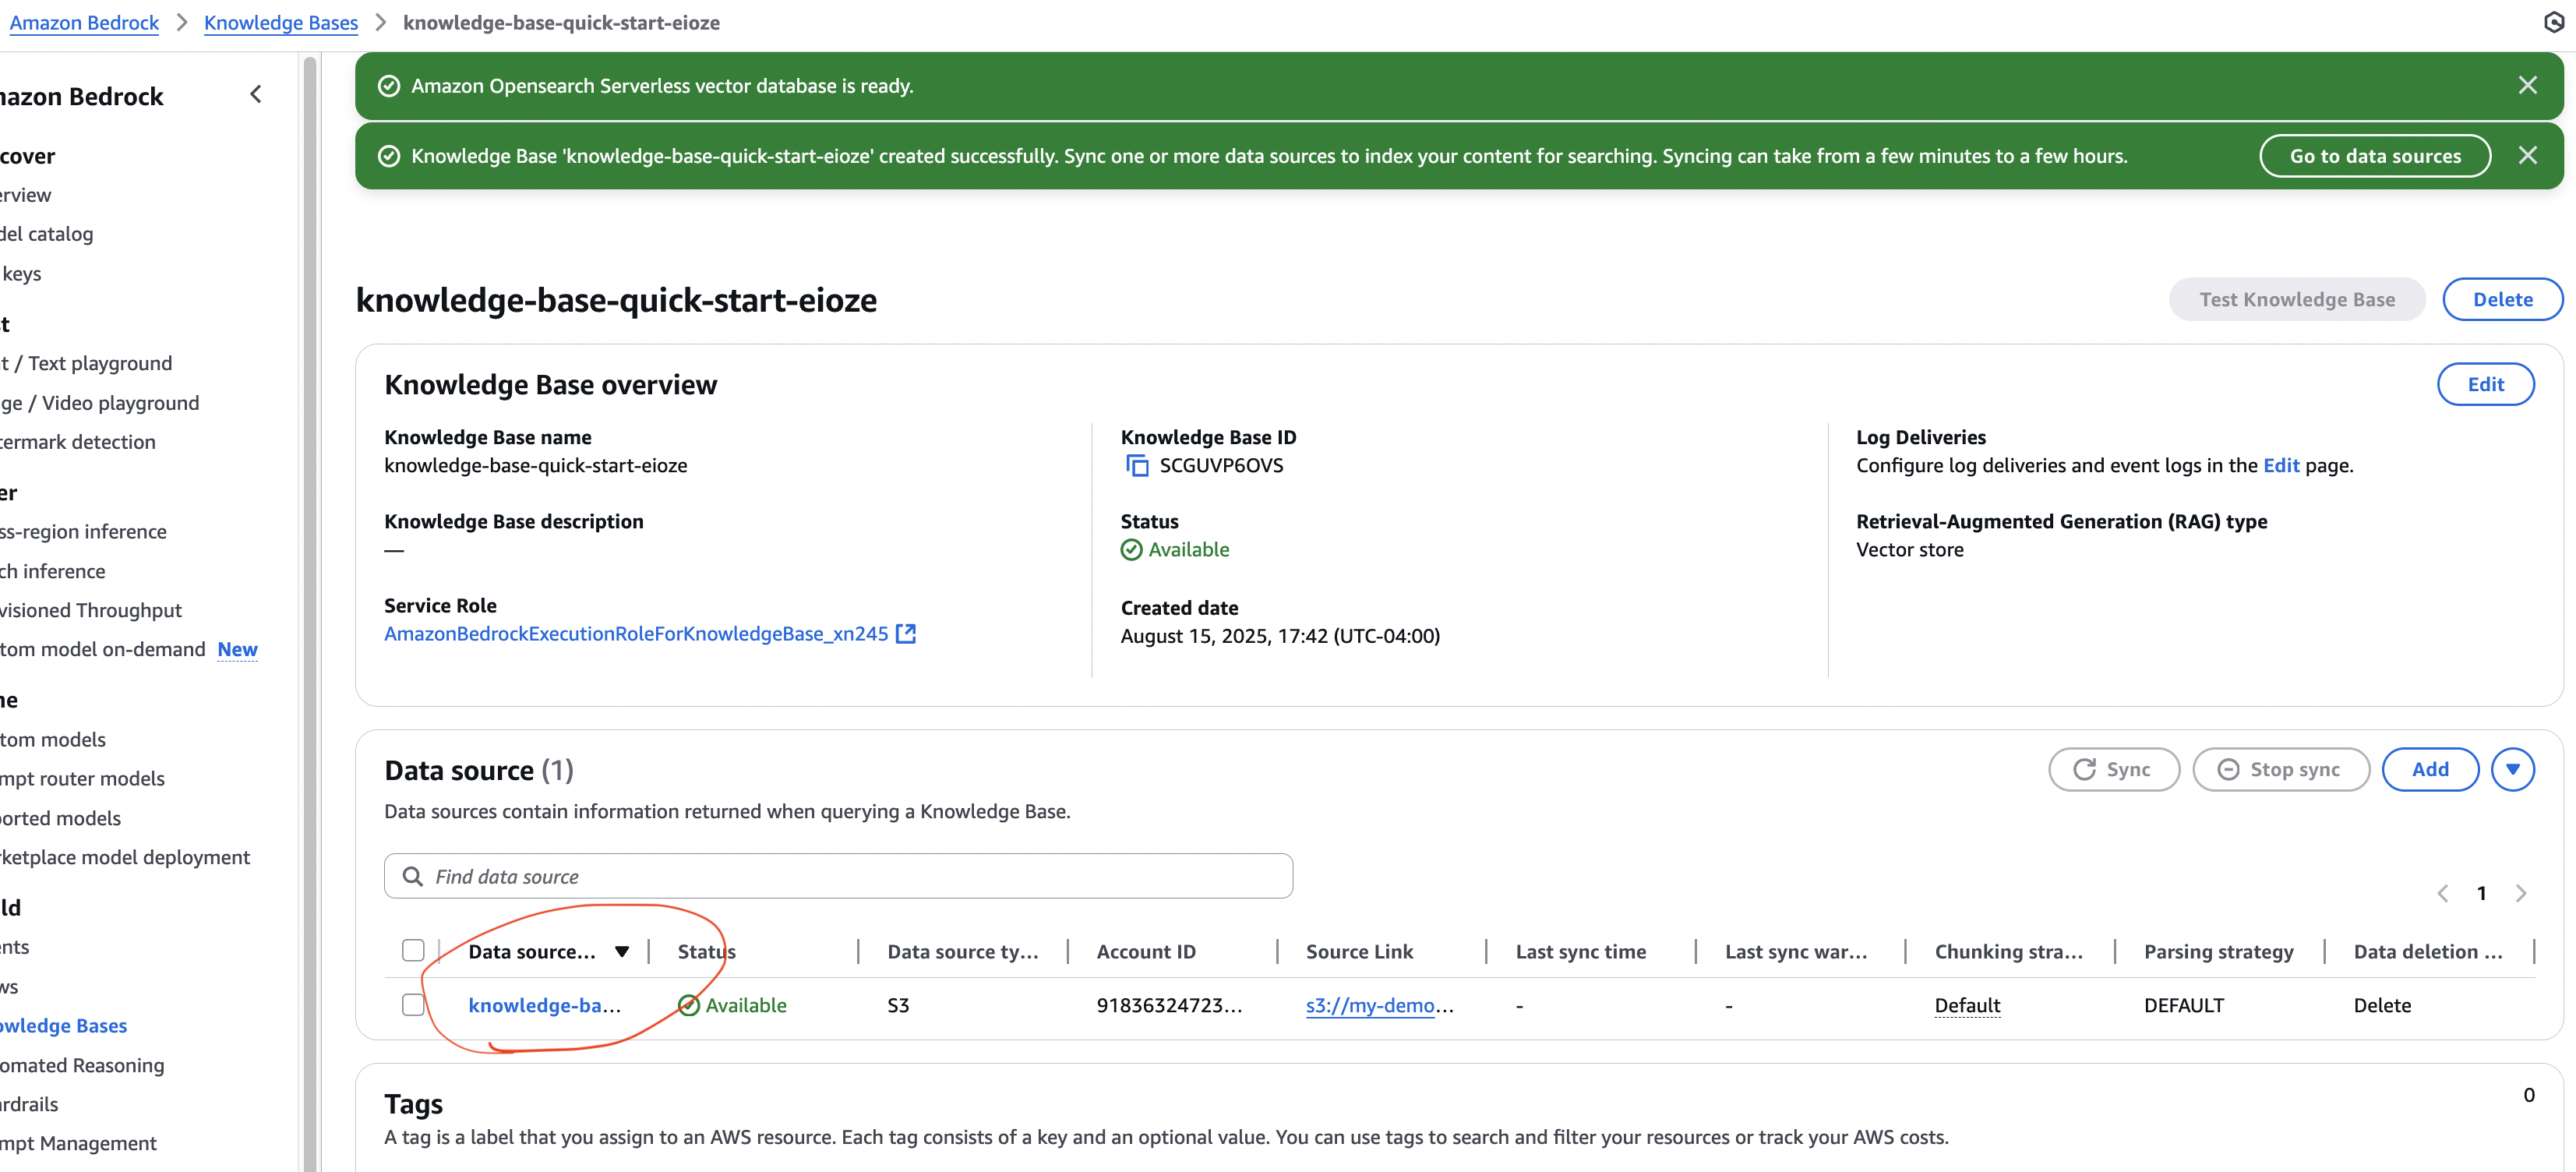 Amazon Bedrock > Knowledge Bases > knowledge-base-quick-start-eioze
mazon Bedrock
cover
erview
del catalog
keys
st
t / Text playground
ge / Video playground
termark detection
er
ss-region inference
ch inference
visioned Throughput
tom model on-demand New
ne
tom models
mpt router models
orted models
rketplace model deployment
ld
ents
ws
owledge Bases
omated Reasoning
ardrails
mpt Management
Amazon Opensearch Serverless vector database is ready.
Knowledge Base 'knowledge-base-quick-start-eioze' created successfully. Sync one or more data sources to index your content for searching. Syncing can take from a few minutes to a few hours. Go to data sources
knowledge-base-quick-start-eioze
Test Knowledge Base Delete
Knowledge Base overview Edit
Knowledge Base name
knowledge-base-quick-start-eioze
Knowledge Base description
—
Service Role
AmazonBedrockExecutionRoleForKnowledgeBase_xn245
Knowledge Base ID
SCGUVP6OVS
Status
Available
Created date
August 15, 2025, 17:42 (UTC-04:00)
Log Deliveries
Configure log deliveries and event logs in the Edit page.
Retrieval-Augmented Generation (RAG) type
Vector store
Data source (1) Sync Stop sync Add
Data sources contain information returned when querying a Knowledge Base.
Find data source
1
Data source... Status Data source ty... Account ID Source Link Last sync time Last sync war... Chunking stra... Parsing strategy Data deletion ...
knowledge-ba... Available S3 91836324723... s3://my-demo... - - Default DEFAULT Delete
Tags 0
A tag is a label that you assign to an AWS resource. Each tag consists of a key and an optional value. You can use tags to search and filter your resources or track your AWS costs.